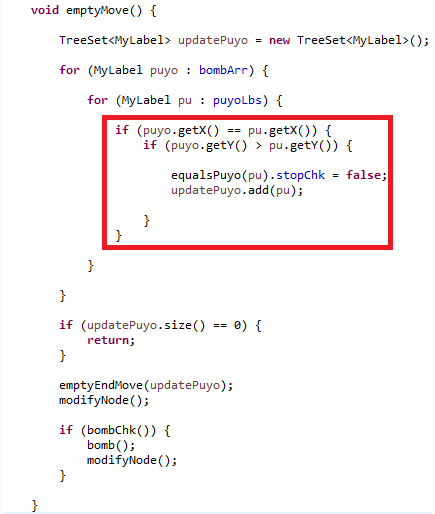 void emptyMove() {
TreeSet<MyLabel> updatePuyo = new TreeSet<MyLabel>();
for (MyLabel puyo : bombArr) {
for (MyLabel pu : puyoLbs) {
if (puyo.getX() == pu.getX()) {
if (puyo.getY() > pu.getY()) {
equalsPuyo(pu).stopChk = false;
updatePuyo.add(pu);
}
}
}
}
if (updatePuyo.size() == 0) {
return;
}
emptyEndMove(updatePuyo);
modifyNode();
if (bombChk()) {
bomb();
modifyNode();
}
}